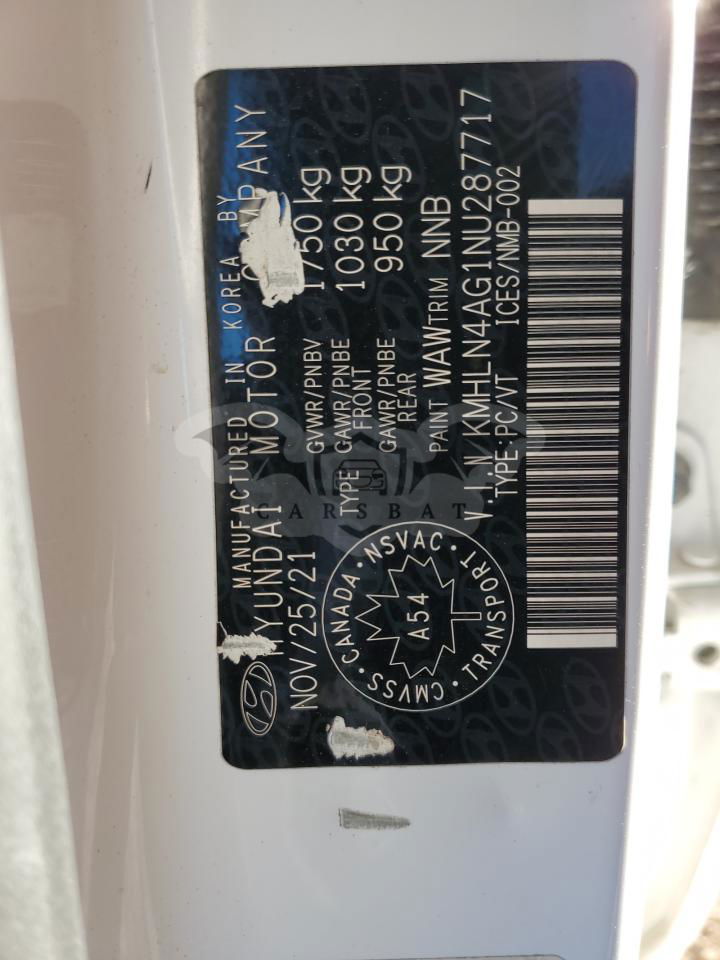 MANUFACTURED IN KOREA BY
HYUNDAI MOTOR COMPANY
NOV/25/21
TYPE
GVWR/PNBV 1750 kg
GAWR/PNBE FRONT 1030 kg
GAWR/PNBE REAR 950 kg
PAINT WAW TRIM NNB
V.I.N KMHLN4AG1NU287717
TYPE:PC/VT ICES/NMB-002
CANADA · NSVAC · TRANSPORT · CMVSS ·
A54
CARSBAT